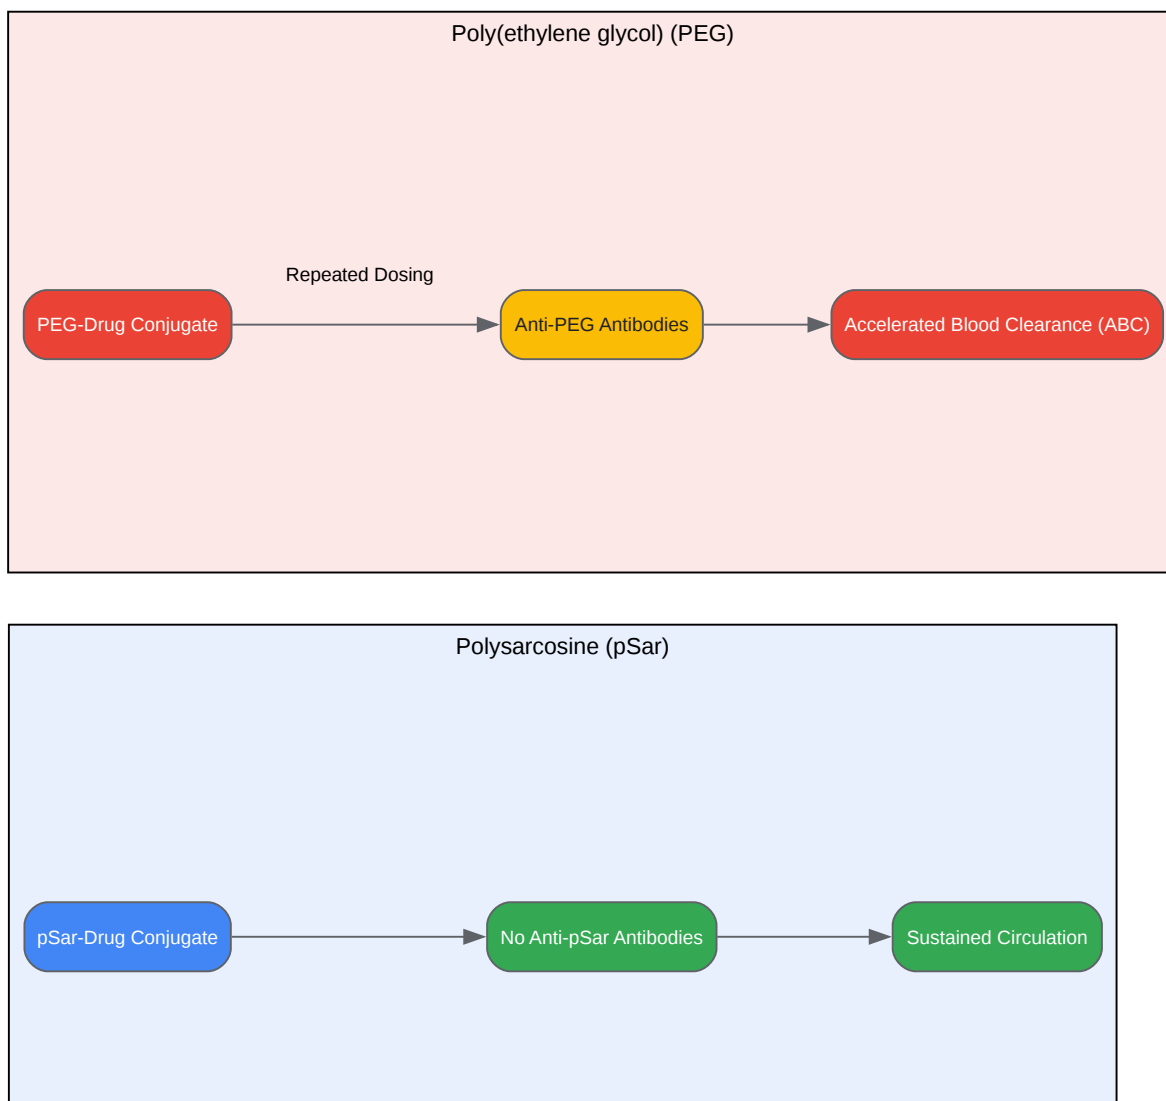 Poly(ethylene glycol) (PEG)
Repeated Dosing
PEG-Drug Conjugate
Anti-PEG Antibodies
Accelerated Blood Clearance (ABC)
Polysarcosine (pSar)
pSar-Drug Conjugate
No Anti-pSar Antibodies
Sustained Circulation